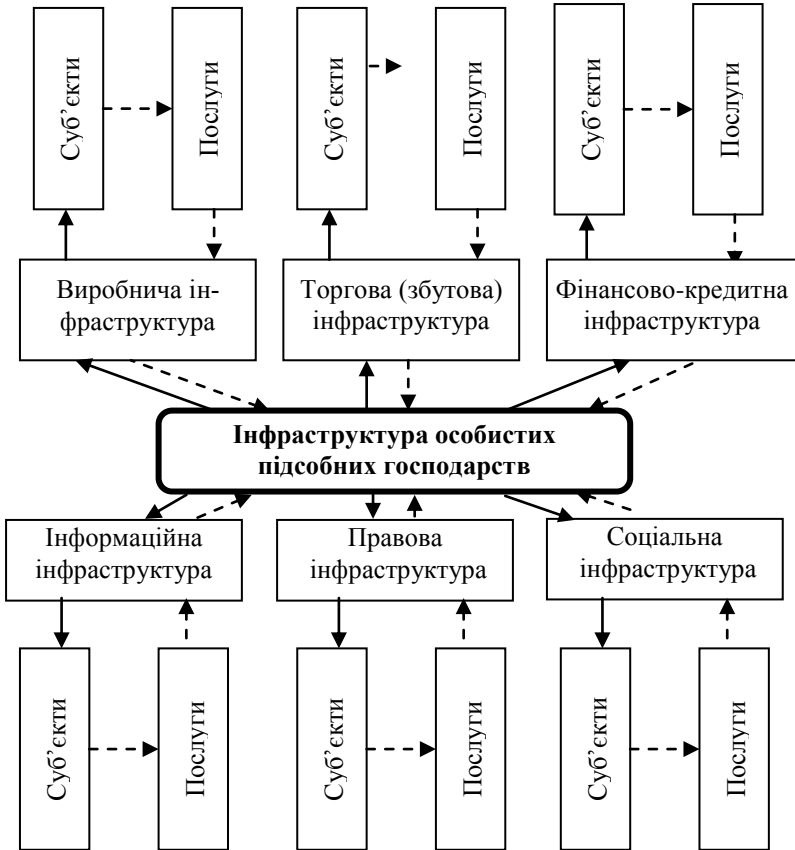 Суб’єкти
Послуги
Суб’єкти
Послуги
Суб’єкти
Послуги
Виробнича ін-
фраструктура
Торгова (збутова)
інфраструктура
Фінансово-кредитна
інфраструктура
Інфраструктура особистих
підсобних господарств
Інформаційна
інфраструктура
Правова
інфраструктура
Соціальна
інфраструктура
Суб’єкти
Послуги
Суб’єкти
Послуги
Суб’єкти
Послуги